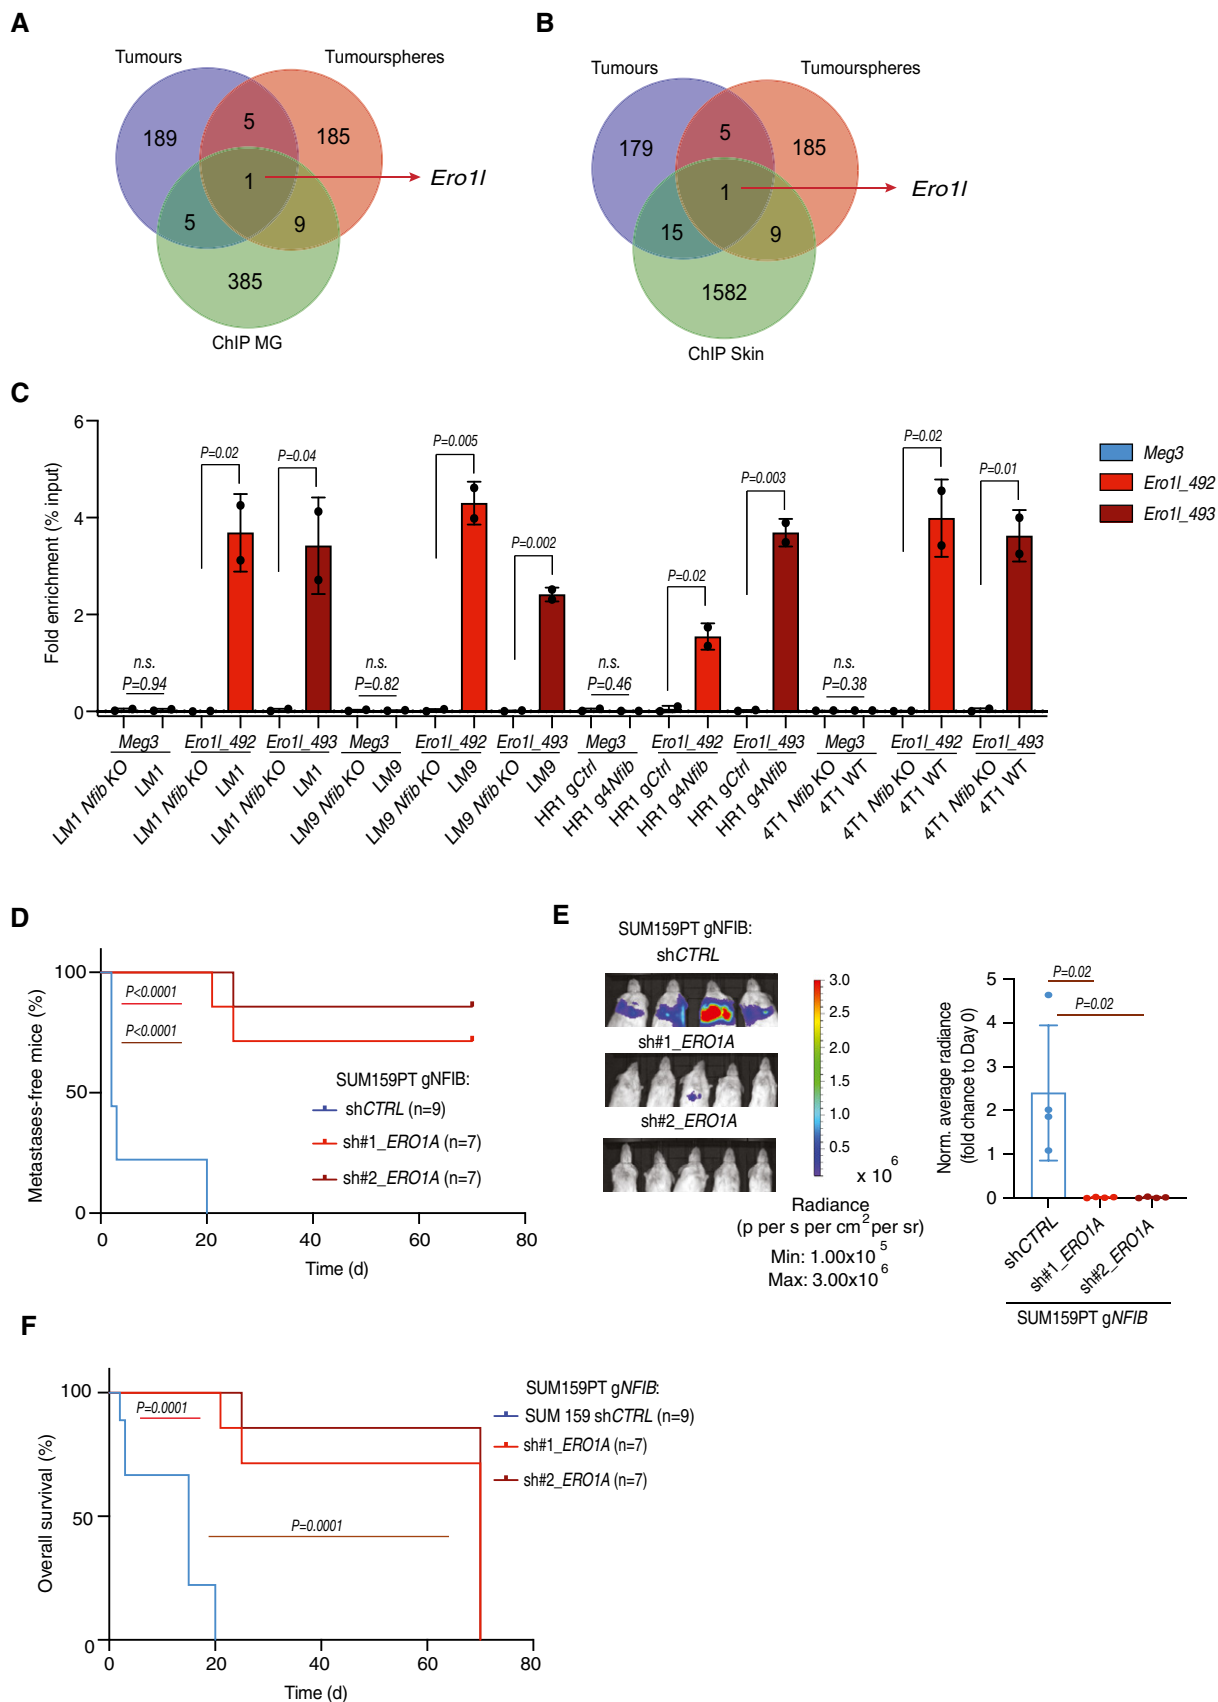 A
Tumours
Tumourspheres
189
5
185
1
Ero1l
5
9
385
ChIP MG
B
Tumours
Tumourspheres
179
5
185
1
Ero1l
15
9
1582
ChIP Skin
C
Fold enrichment (% input)
6
4
2
0
n.s.
P=0.94
P=0.02
P=0.04
n.s.
P=0.82
P=0.005
P=0.002
n.s.
P=0.46
P=0.02
P=0.003
n.s.
P=0.38
P=0.02
P=0.01
Meg3
Ero1l_492
Ero1l_493
Meg3
Ero1l_492
Ero1l_493
Meg3
Ero1l_492
Ero1l_493
Meg3
Ero1l_492
Ero1l_493
Meg3
Ero1l_492
Ero1l_493
LM1 Nfib KO
LM1
LM1 Nfib KO
LM1
LM1 Nfib KO
LM1
LM9 Nfib KO
LM9
LM9 Nfib KO
LM9
LM9 Nfib KO
LM9
HR1 gCtrl
HR1 g4Nfib
HR1 gCtrl
HR1 g4Nfib
HR1 gCtrl
HR1 g4Nfib
4T1 Nfib KO
4T1 WT
4T1 Nfib KO
4T1 WT
4T1 Nfib KO
4T1 WT
D
Metastases-free mice (%)
100
50
0
P<0.0001
P<0.0001
SUM159PT gNFIB:
shCTRL (n=9)
sh#1_ERO1A (n=7)
sh#2_ERO1A (n=7)
0
20
40
60
80
Time (d)
E
SUM159PT gNFIB:
shCTRL
sh#1_ERO1A
sh#2_ERO1A
3.0
2.5
2.0
1.5
1.0
0.5
x 10^6
Radiance
(p per s per cm² per sr)
Min: 1.00x10^5
Max: 3.00x10^6
Norm. average radiance
(fold chance to Day 0)
5
4
3
2
1
0
P=0.02
P=0.02
shCTRL
sh#1_ERO1A
sh#2_ERO1A
SUM159PT gNFIB
F
Overall survival (%)
100
50
0
P=0.0001
P=0.0001
SUM159PT gNFIB:
SUM 159 shCTRL (n=9)
sh#1_ERO1A (n=7)
sh#2_ERO1A (n=7)
0
20
40
60
80
Time (d)